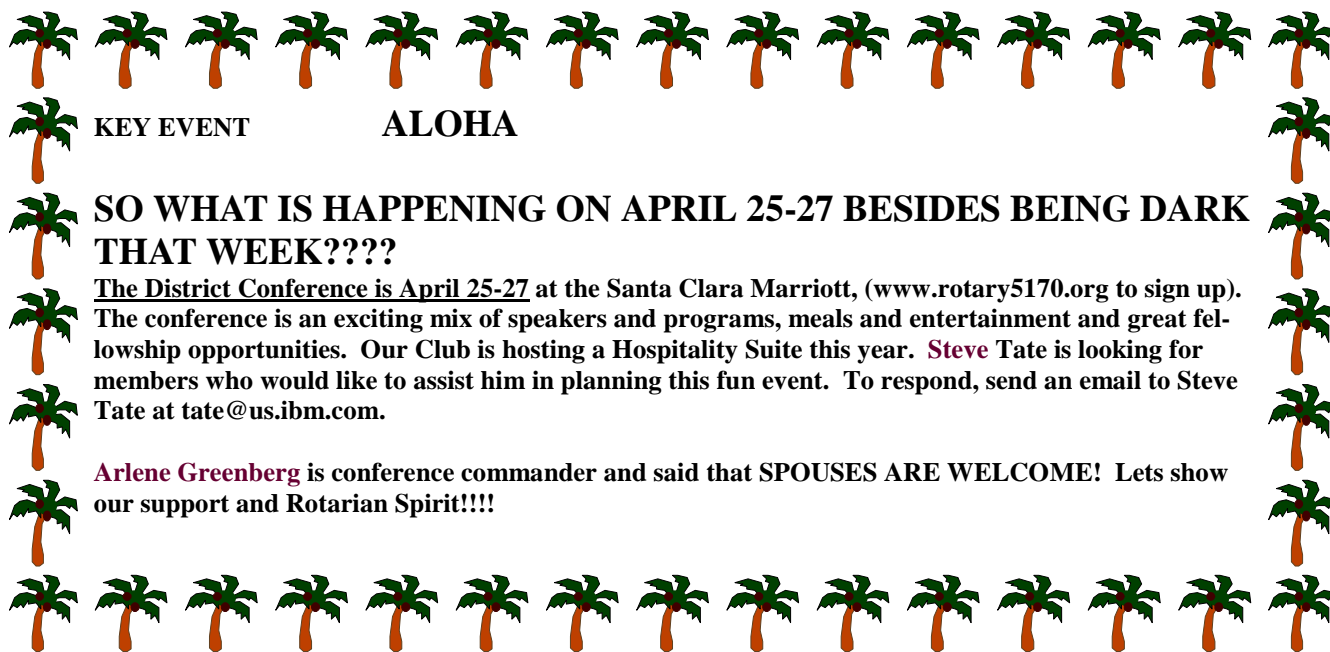 KEY EVENT ALOHA
SO WHAT IS HAPPENING ON APRIL 25-27 BESIDES BEING DARK
THAT WEEK????
The District Conference is April 25-27 at the Santa Clara Marriott, (www.rotary5170.org to sign up).
The conference is an exciting mix of speakers and programs, meals and entertainment and great fel-
lowship opportunities. Our Club is hosting a Hospitality Suite this year. Steve Tate is looking for
members who would like to assist him in planning this fun event. To respond, send an email to Steve
Tate at tate@us.ibm.com.
Arlene Greenberg is conference commander and said that SPOUSES ARE WELCOME! Lets show
our support and Rotarian Spirit!!!!